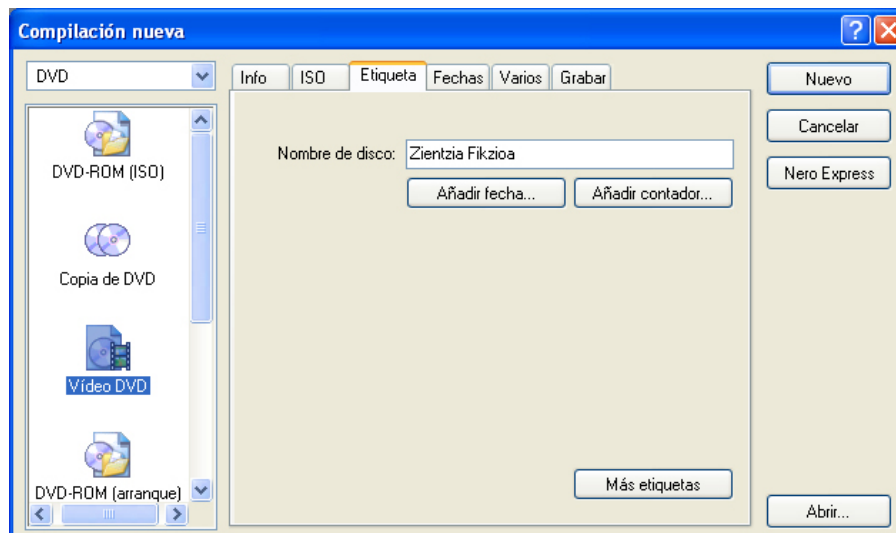 Compilación nueva
DVD
DVD-ROM (ISO)
Copia de DVD
Vídeo DVD
DVD-ROM (arranque)
Info
ISO
Etiqueta
Fechas
Varios
Grabar
Nombre de disco: Zientzia Fikzioa
Añadir fecha...
Añadir contador...
Más etiquetas
Nuevo
Cancelar
Nero Express
Abrir...